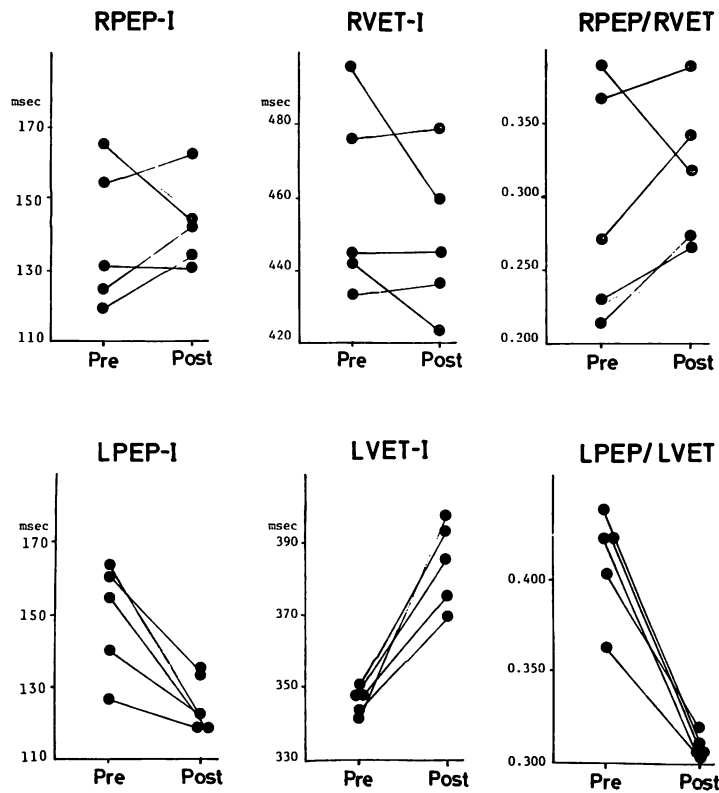 RPEP-I
msec
170
150
130
110
Pre Post
RVET-I
msec
480
460
440
420
Pre Post
RPEP/RVET
0.350
0.300
0.250
0.200
Pre Post
LPEP-I
msec
170
150
130
110
Pre Post
LVET-I
msec
390
370
350
330
Pre Post
LPEP/LVET
0.400
0.350
0.300
Pre Post